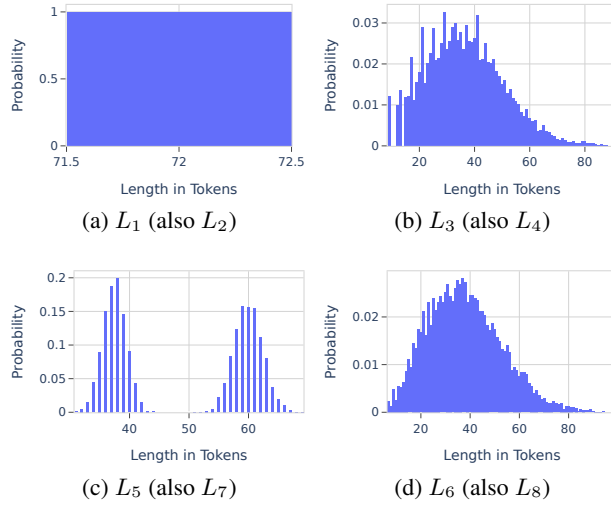 1
0.5
0
Probability
71.5 72 72.5
Length in Tokens
(a) L₁ (also L₂)
0.03
0.02
0.01
0
Probability
20 40 60 80
Length in Tokens
(b) L₃ (also L₄)
0.2
0.15
0.1
0.05
0
Probability
40 50 60
Length in Tokens
(c) L₅ (also L₇)
0.02
0.01
0
Probability
20 40 60 80
Length in Tokens
(d) L₆ (also L₈)